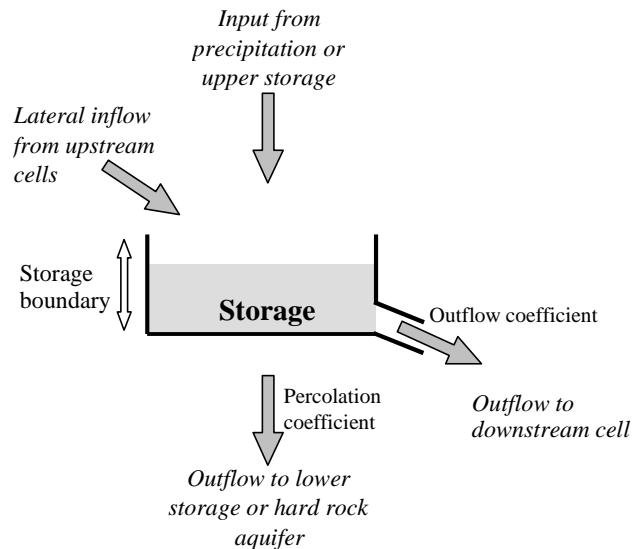 Input from
precipitation or
upper storage
Lateral inflow
from upstream
cells
Storage
boundary
Storage
Outflow coefficient
Percolation
coefficient
Outflow to
downstream cell
Outflow to lower
storage or hard rock
aquifer